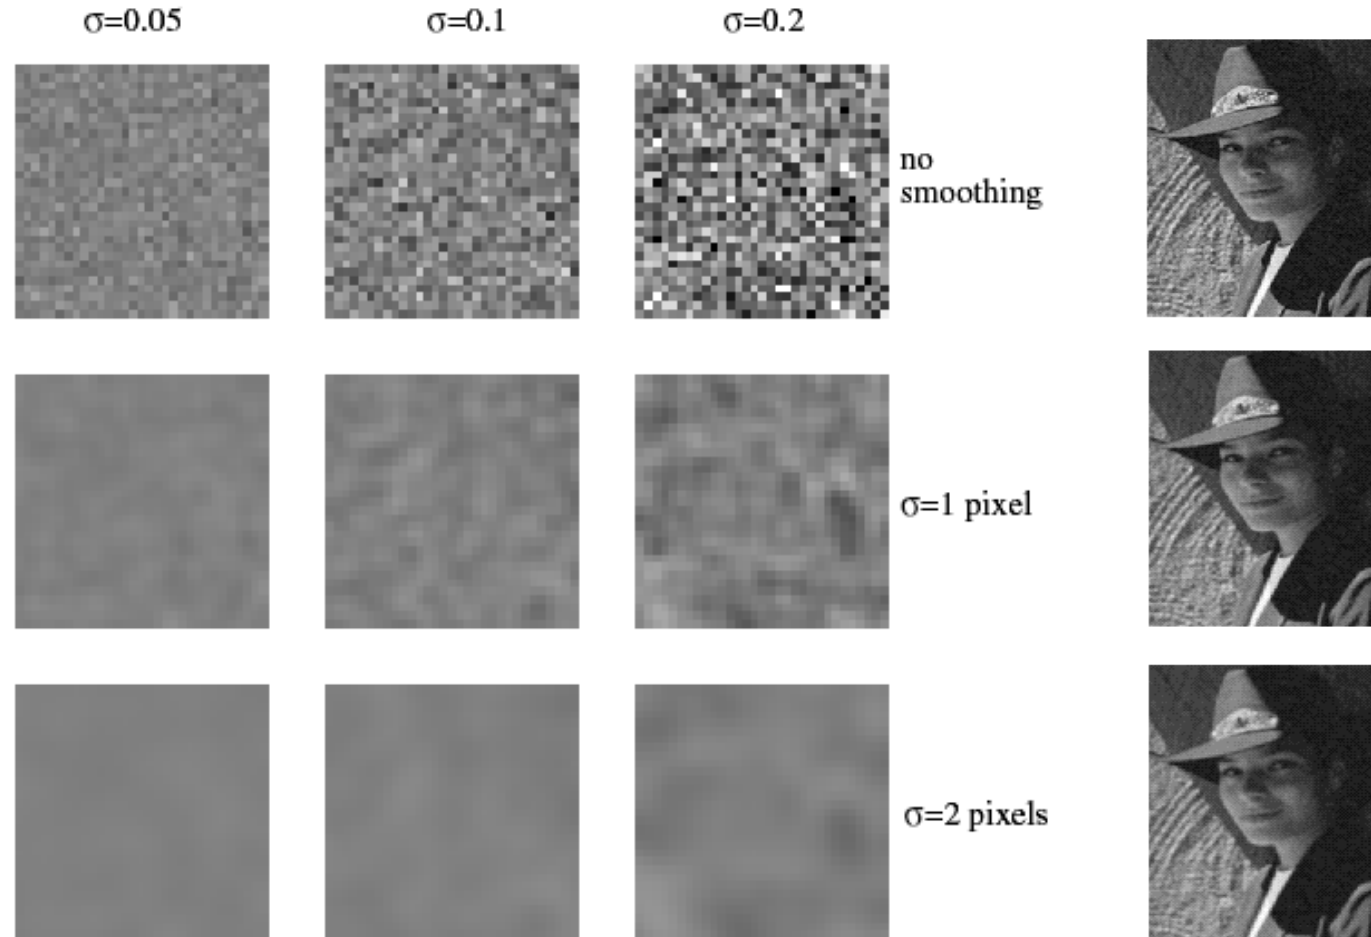 σ=0.05
σ=0.1
σ=0.2
no
smoothing
σ=1 pixel
σ=2 pixels